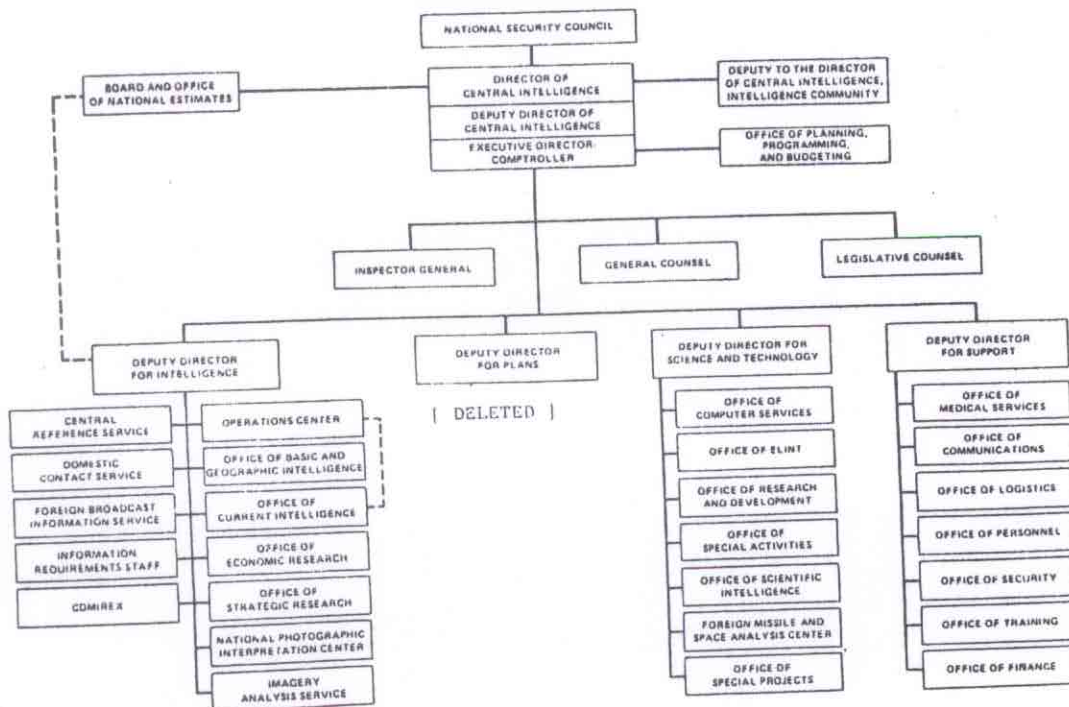 NATIONAL SECURITY COUNCIL
BOARD AND OFFICE
OF NATIONAL ESTIMATES
DIRECTOR OF
CENTRAL INTELLIGENCE
DEPUTY DIRECTOR OF
CENTRAL INTELLIGENCE
EXECUTIVE DIRECTOR
COMPTROLLER
DEPUTY TO THE DIRECTOR
OF CENTRAL INTELLIGENCE,
INTELLIGENCE COMMUNITY
OFFICE OF PLANNING,
PROGRAMMING,
AND BUDGETING
INSPECTOR GENERAL
GENERAL COUNSEL
LEGISLATIVE COUNSEL
DEPUTY DIRECTOR
FOR INTELLIGENCE
DEPUTY DIRECTOR
FOR PLANS
DEPUTY DIRECTOR FOR
SCIENCE AND TECHNOLOGY
DEPUTY DIRECTOR
FOR SUPPORT
CENTRAL
REFERENCE SERVICE
DOMESTIC
CONTACT SERVICE
FOREIGN BROADCAST
INFORMATION SERVICE
INFORMATION
REQUIREMENTS STAFF
COMIREX
OPERATIONS CENTER
OFFICE OF BASIC AND
GEOGRAPHIC INTELLIGENCE
OFFICE OF
CURRENT INTELLIGENCE
OFFICE OF
ECONOMIC RESEARCH
OFFICE OF
STRATEGIC RESEARCH
NATIONAL PHOTOGRAPHIC
INTERPRETATION CENTER
IMAGERY
ANALYSIS SERVICE
[ DELETED ]
OFFICE OF
COMPUTER SERVICES
OFFICE OF ELINT
OFFICE OF RESEARCH
AND DEVELOPMENT
OFFICE OF
SPECIAL ACTIVITIES
OFFICE OF SCIENTIFIC
INTELLIGENCE
FOREIGN MISSILE AND
SPACE ANALYSIS CENTER
OFFICE OF
SPECIAL PROJECTS
OFFICE OF
MEDICAL SERVICES
OFFICE OF
COMMUNICATIONS
OFFICE OF LOGISTICS
OFFICE OF PERSONNEL
OFFICE OF SECURITY
OFFICE OF TRAINING
OFFICE OF FINANCE